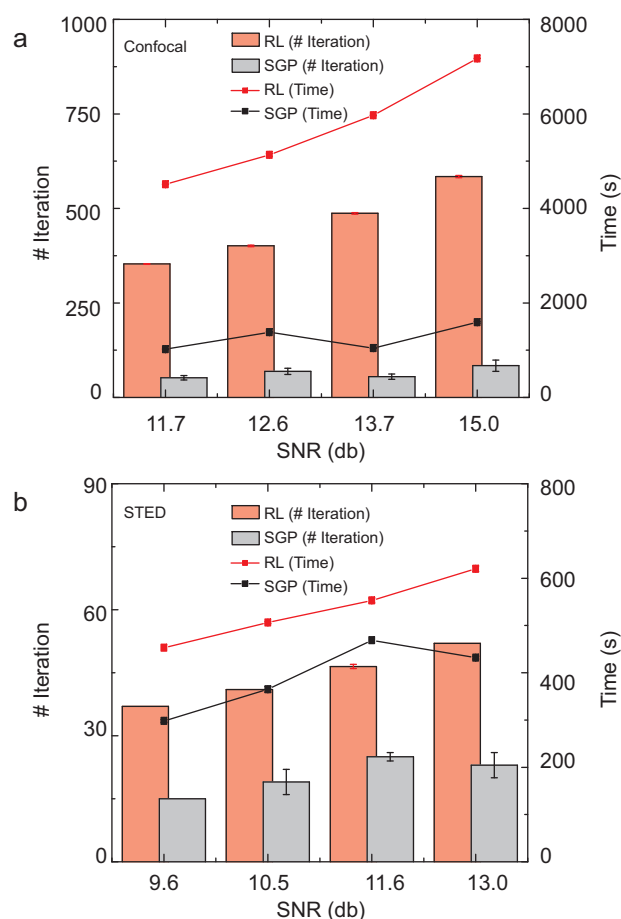 a
Confocal
RL (# Iteration)
SGP (# Iteration)
RL (Time)
SGP (Time)
1000
750
500
250
0
# Iteration
8000
6000
4000
2000
0
Time (s)
11.7 12.6 13.7 15.0
SNR (db)
b
STED
RL (# Iteration)
SGP (# Iteration)
RL (Time)
SGP (Time)
90
60
30
0
# Iteration
800
600
400
200
0
Time (s)
9.6 10.5 11.6 13.0
SNR (db)